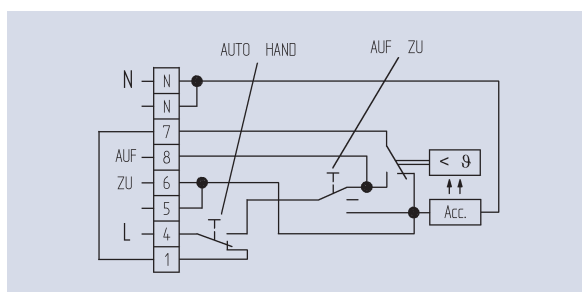 AUTO HAND
AUF ZU
N N
N
7
AUF 8
< ϑ
ZU 6
5
Acc.
L 4
1